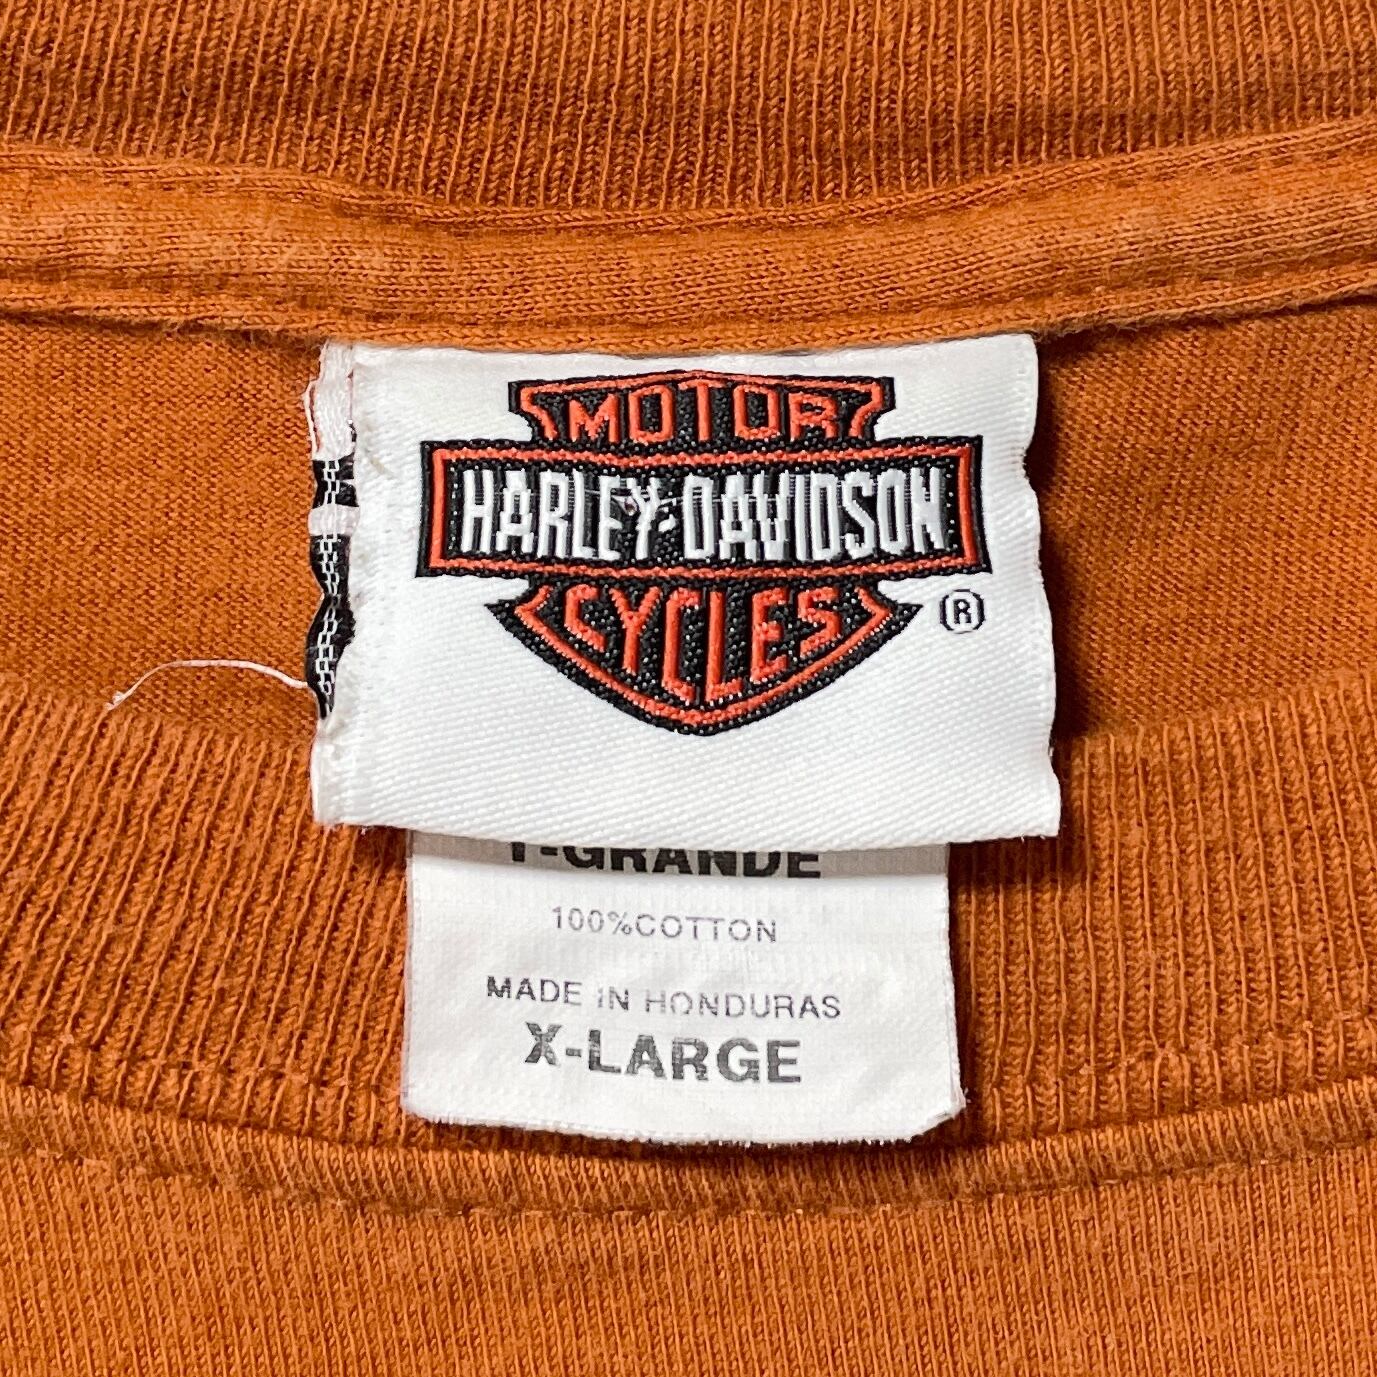 MOTOR
HARLEY-DAVIDSON
CYCLES
®
T-GRANDE
100%COTTON
MADE IN HONDURAS
X-LARGE